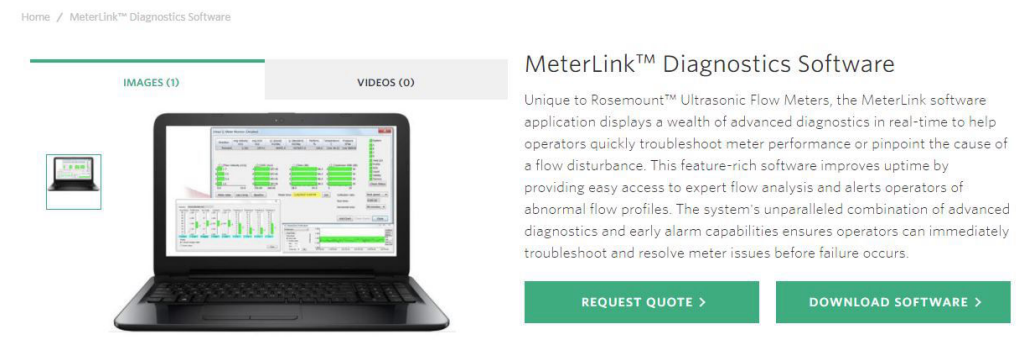 Home / MeterLink™ Diagnostics Software
IMAGES (1)
VIDEOS (0)
MeterLink™ Diagnostics Software
Unique to Rosemount™ Ultrasonic Flow Meters, the MeterLink software
application displays a wealth of advanced diagnostics in real-time to help
operators quickly troubleshoot meter performance or pinpoint the cause of
a flow disturbance. This feature-rich software improves uptime by
providing easy access to expert flow analysis and alerts operators of
abnormal flow profiles. The system's unparalleled combination of advanced
diagnostics and early alarm capabilities ensures operators can immediately
troubleshoot and resolve meter issues before failure occurs.
REQUEST QUOTE >
DOWNLOAD SOFTWARE >